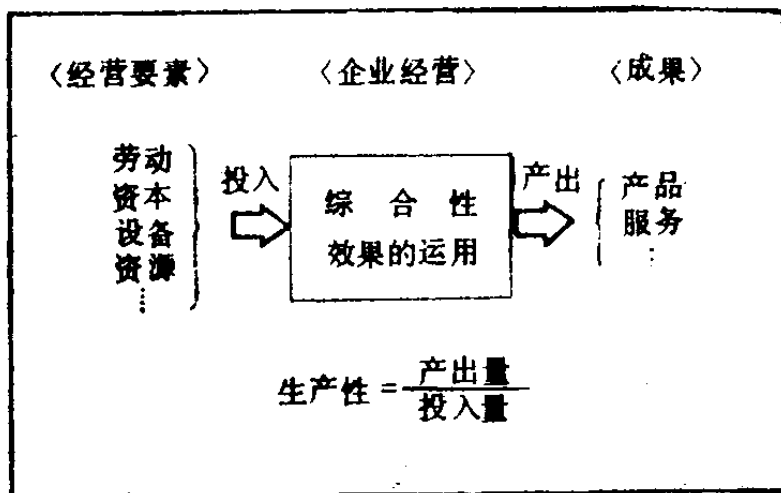 〈经营要素〉 〈企业经营〉 〈成果〉
劳动
资本
设备
资源
⋮
投入
综合性
效果的运用
产出
产品
服务
⋮
生产性=产出量/投入量